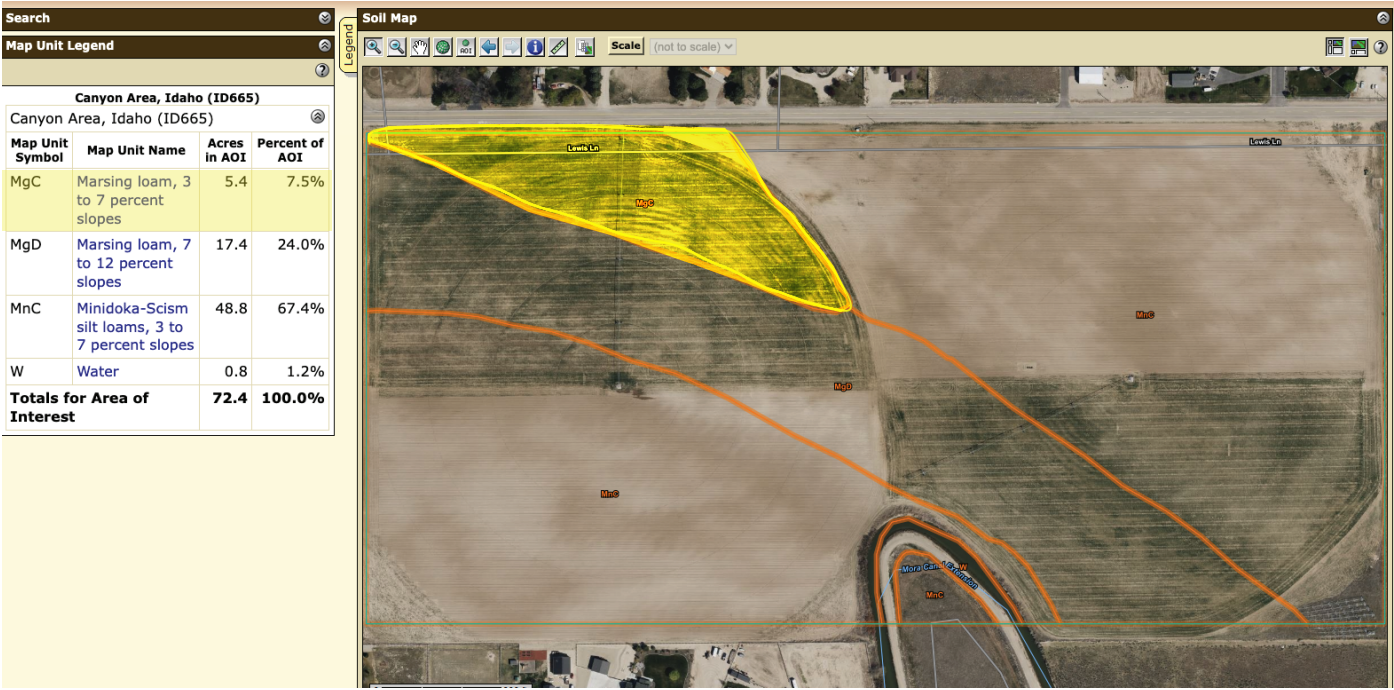 Search
Map Unit Legend
Canyon Area, Idaho (ID665)
Canyon Area, Idaho (ID665)
Map Unit Symbol Map Unit Name Acres in AOI Percent of AOI
MgC Marsing loam, 3 to 7 percent slopes 5.4 7.5%
MgD Marsing loam, 7 to 12 percent slopes 17.4 24.0%
MnC Minidoka-Scism silt loams, 3 to 7 percent slopes 48.8 67.4%
W Water 0.8 1.2%
Totals for Area of Interest 72.4 100.0%
Legend
Soil Map
AOI
Scale (not to scale)
Lewis Ln
Lewis Ln
MgC
MnC
MgD
MnC
Mora Canal Extension
W
MnC